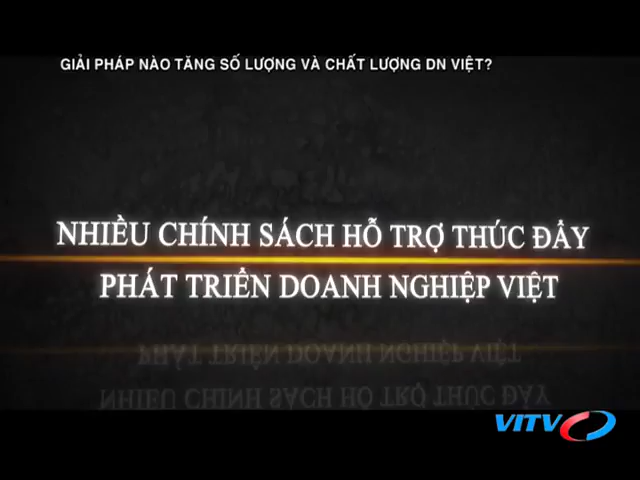 GIẢI PHÁP NÀO TĂNG SỐ LƯỢNG VÀ CHẤT LƯỢNG DN VIỆT?
NHIỀU CHÍNH SÁCH HỖ TRỢ THÚC ĐẨY
PHÁT TRIỂN DOANH NGHIỆP VIỆT
VITV